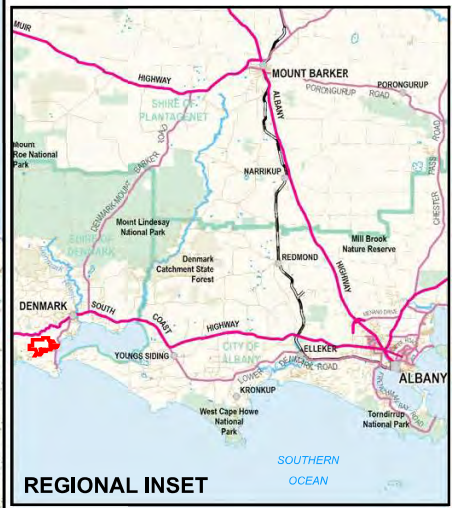 MUIR
HIGHWAY
MOUNT BARKER
PORONGURUP
PORONGURUP ROAD
SHIRE OF
PLANTAGENET
ALBANY
HIGHWAY
CHESTER PASS ROAD
Mount
Roe National
Park
DENMARK MOUNT BARKER ROAD
NARRIKUP
Mount Lindesay
National Park
SHIRE OF
DENMARK
Mill Brook
Nature Reserve
Denmark
Catchment State
Forest
REDMOND
DENMARK
SOUTH COAST HIGHWAY
YOUNGS SIDING
CITY OF
ALBANY
ELLEKER
LOWER DENMARK ROAD
ALBANY
KRONKUP
West Cape Howe
National
Park
Torndirrup
National Park
SOUTHERN
OCEAN
REGIONAL INSET